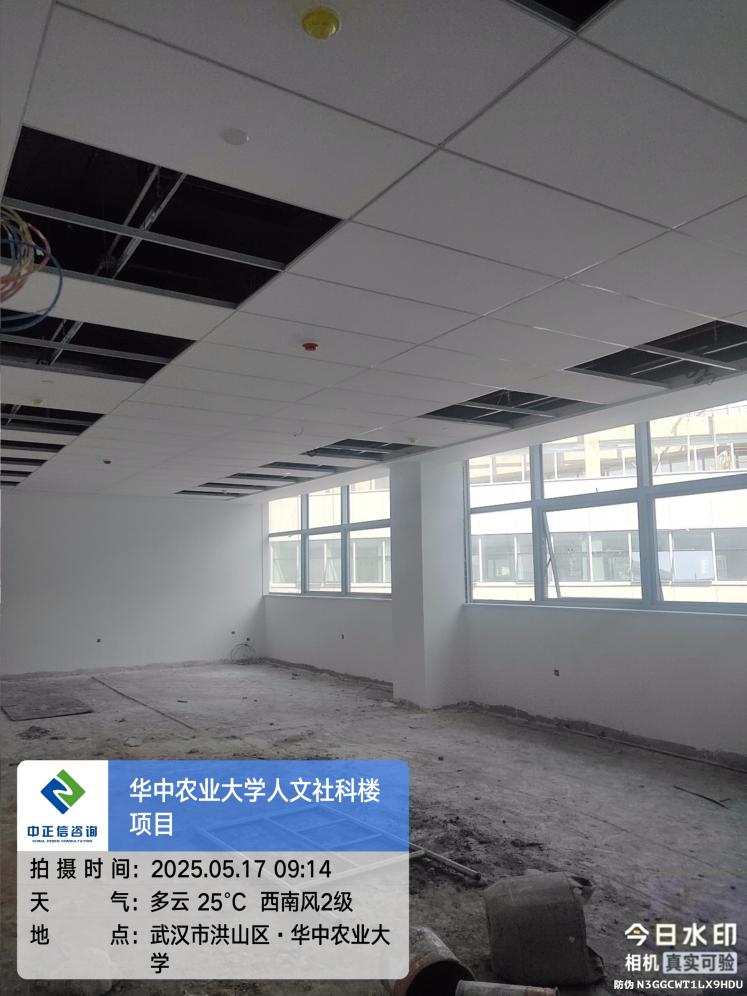 华中农业大学人文社科楼
项目
中正信咨询
CHINA ZOSEN CONSULTATION
拍摄时间：2025.05.17 09:14
天气：多云 25℃ 西南风2级
地点：武汉市洪山区·华中农业大
学
今日水印
相机 真实可验
防伪 N3GGCWT1LX9HDU